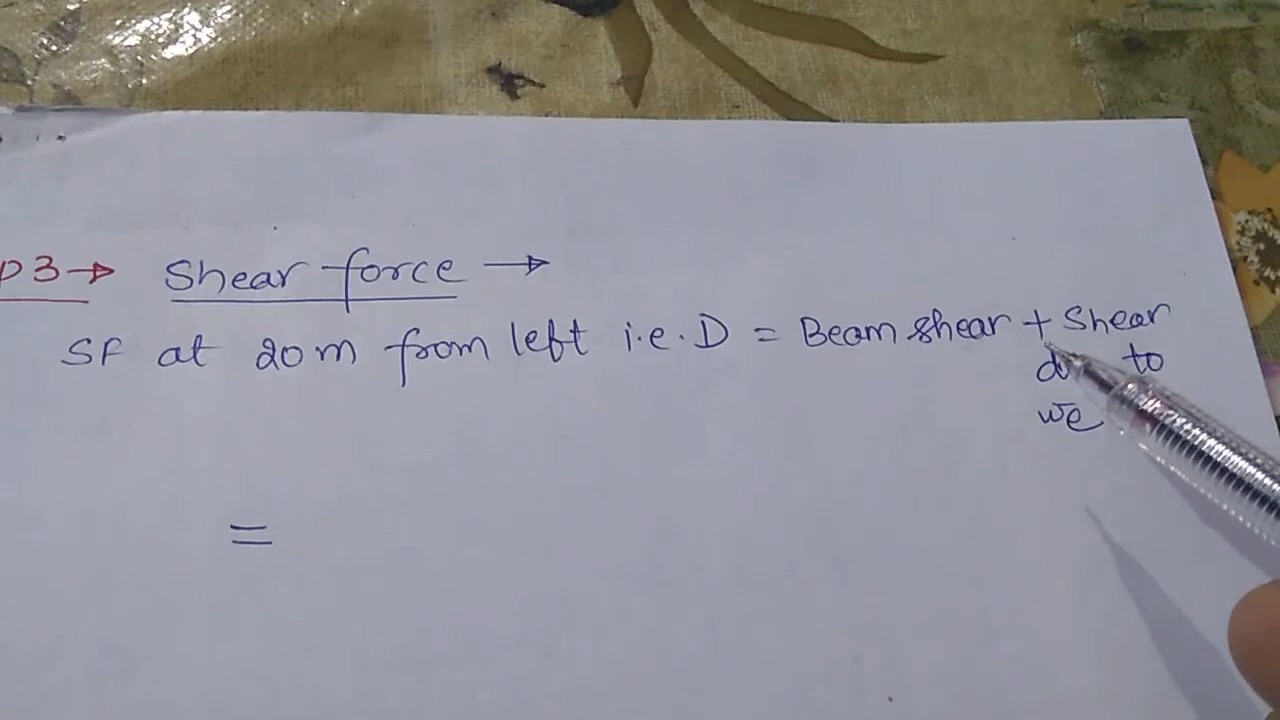 P3→ Shear force →
SF at 20m from left i.e. D = Beam shear + Shear
to
we
=